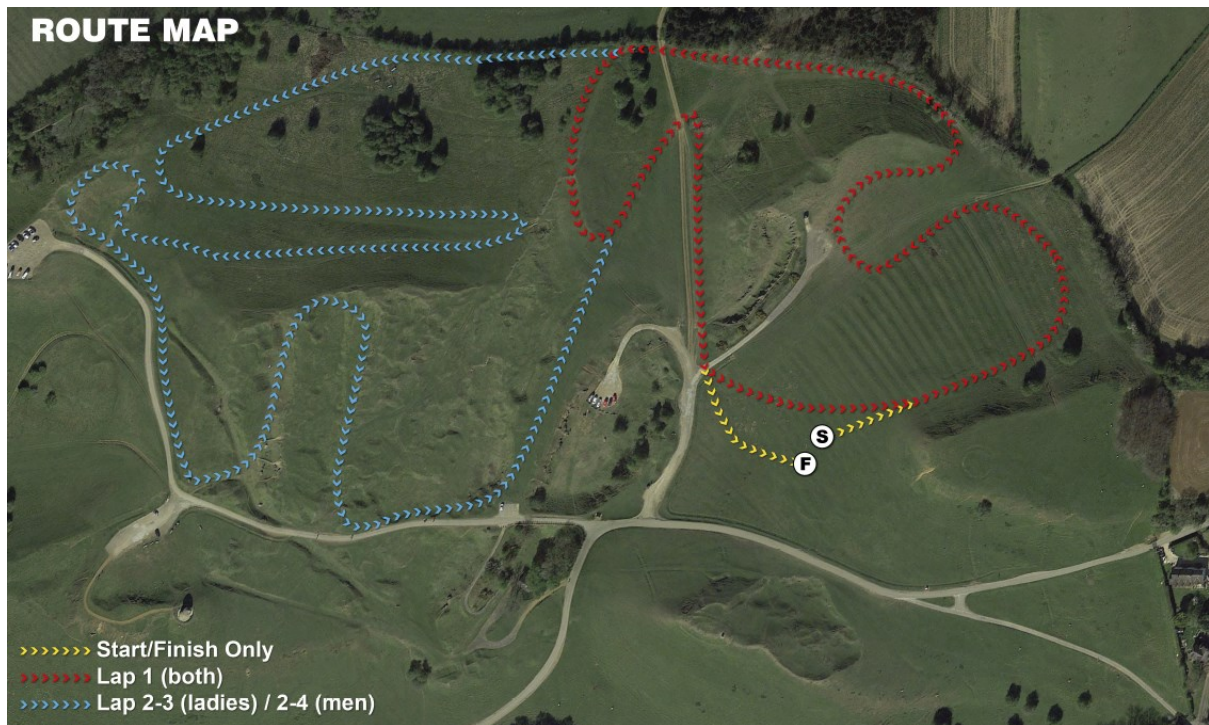 ROUTE MAP
S
F
Start/Finish Only
Lap 1 (both)
Lap 2-3 (ladies) / 2-4 (men)